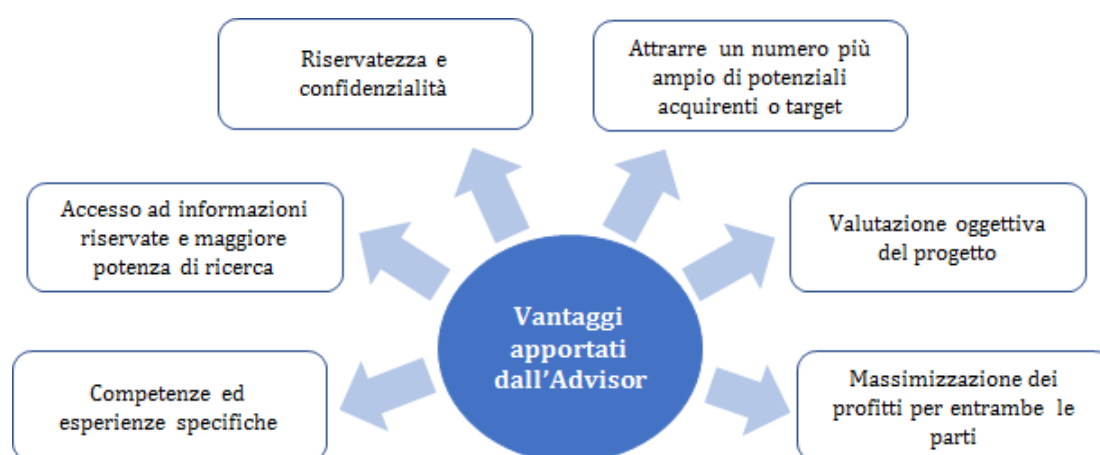 Riservatezza e
confidenzialità
Attrarre un numero più
ampio di potenziali
acquirenti o target
Accesso ad informazioni
riservate e maggiore
potenza di ricerca
Valutazione oggettiva
del progetto
Vantaggi
apportati
dall'Advisor
Competenze ed
esperienze specifiche
Massimizzazione dei
profitti per entrambe le
parti